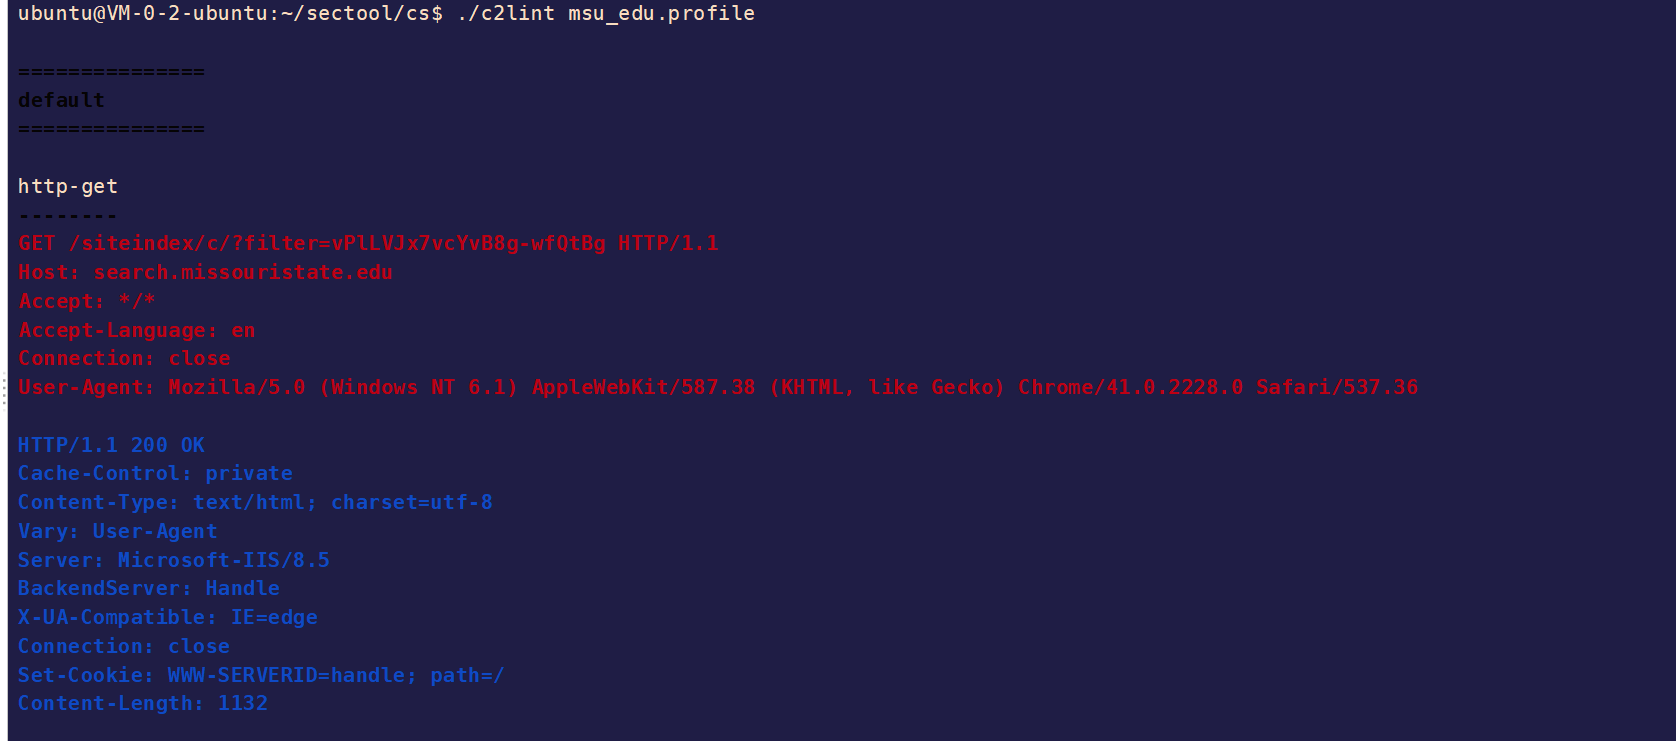 ubuntu@VM-0-2-ubuntu:~/sectool/cs$ ./c2lint msu_edu.profile
===============
default
===============
http-get
--------
GET /siteindex/c/?filter=vPlLVJx7vcYvB8g-wfQtBg HTTP/1.1
Host: search.missouristate.edu
Accept: */*
Accept-Language: en
Connection: close
User-Agent: Mozilla/5.0 (Windows NT 6.1) AppleWebKit/587.38 (KHTML, like Gecko) Chrome/41.0.2228.0 Safari/537.36
HTTP/1.1 200 OK
Cache-Control: private
Content-Type: text/html; charset=utf-8
Vary: User-Agent
Server: Microsoft-IIS/8.5
BackendServer: Handle
X-UA-Compatible: IE=edge
Connection: close
Set-Cookie: WWW-SERVERID=handle; path=/
Content-Length: 1132